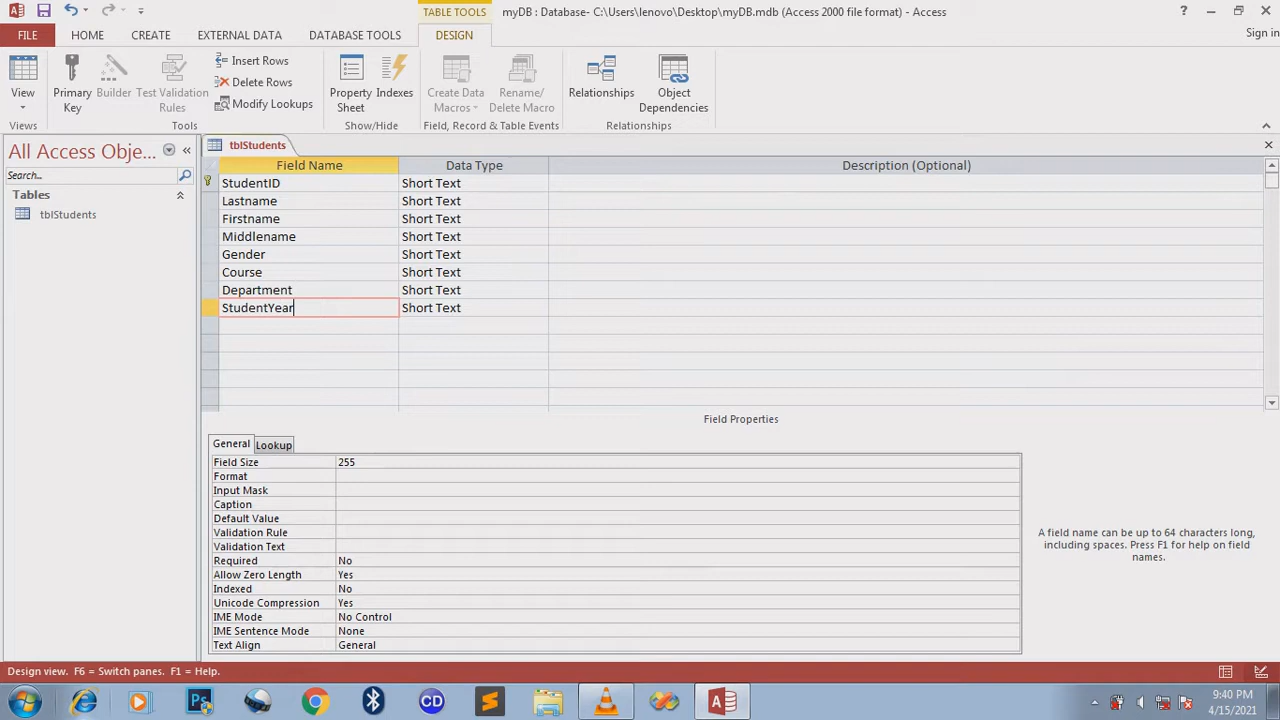 TABLE TOOLS
myDB : Database- C:\Users\lenovo\Desktop\myDB.mdb (Access 2000 file format) - Access
?
FILE
HOME
CREATE
EXTERNAL DATA
DATABASE TOOLS
DESIGN
Sign in
View
Primary Key
Builder
Test Validation Rules
Insert Rows
Delete Rows
Modify Lookups
Property Sheet
Indexes
Create Data Macros
Rename/ Delete Macro
Relationships
Object Dependencies
Views
Tools
Show/Hide
Field, Record & Table Events
Relationships
All Access Obje...
Search...
Tables
tblStudents
tblStudents
Field Name Data Type Description (Optional)
StudentID Short Text
Lastname Short Text
Firstname Short Text
Middlename Short Text
Gender Short Text
Course Short Text
Department Short Text
StudentYear Short Text
Field Properties
General Lookup
Field Size 255
Format
Input Mask
Caption
Default Value
Validation Rule
Validation Text
Required No
Allow Zero Length Yes
Indexed No
Unicode Compression Yes
IME Mode No Control
IME Sentence Mode None
Text Align General
A field name can be up to 64 characters long,
including spaces. Press F1 for help on field
names.
Design view. F6 = Switch panes. F1 = Help.
Ps
CD
9:40 PM
4/15/2021